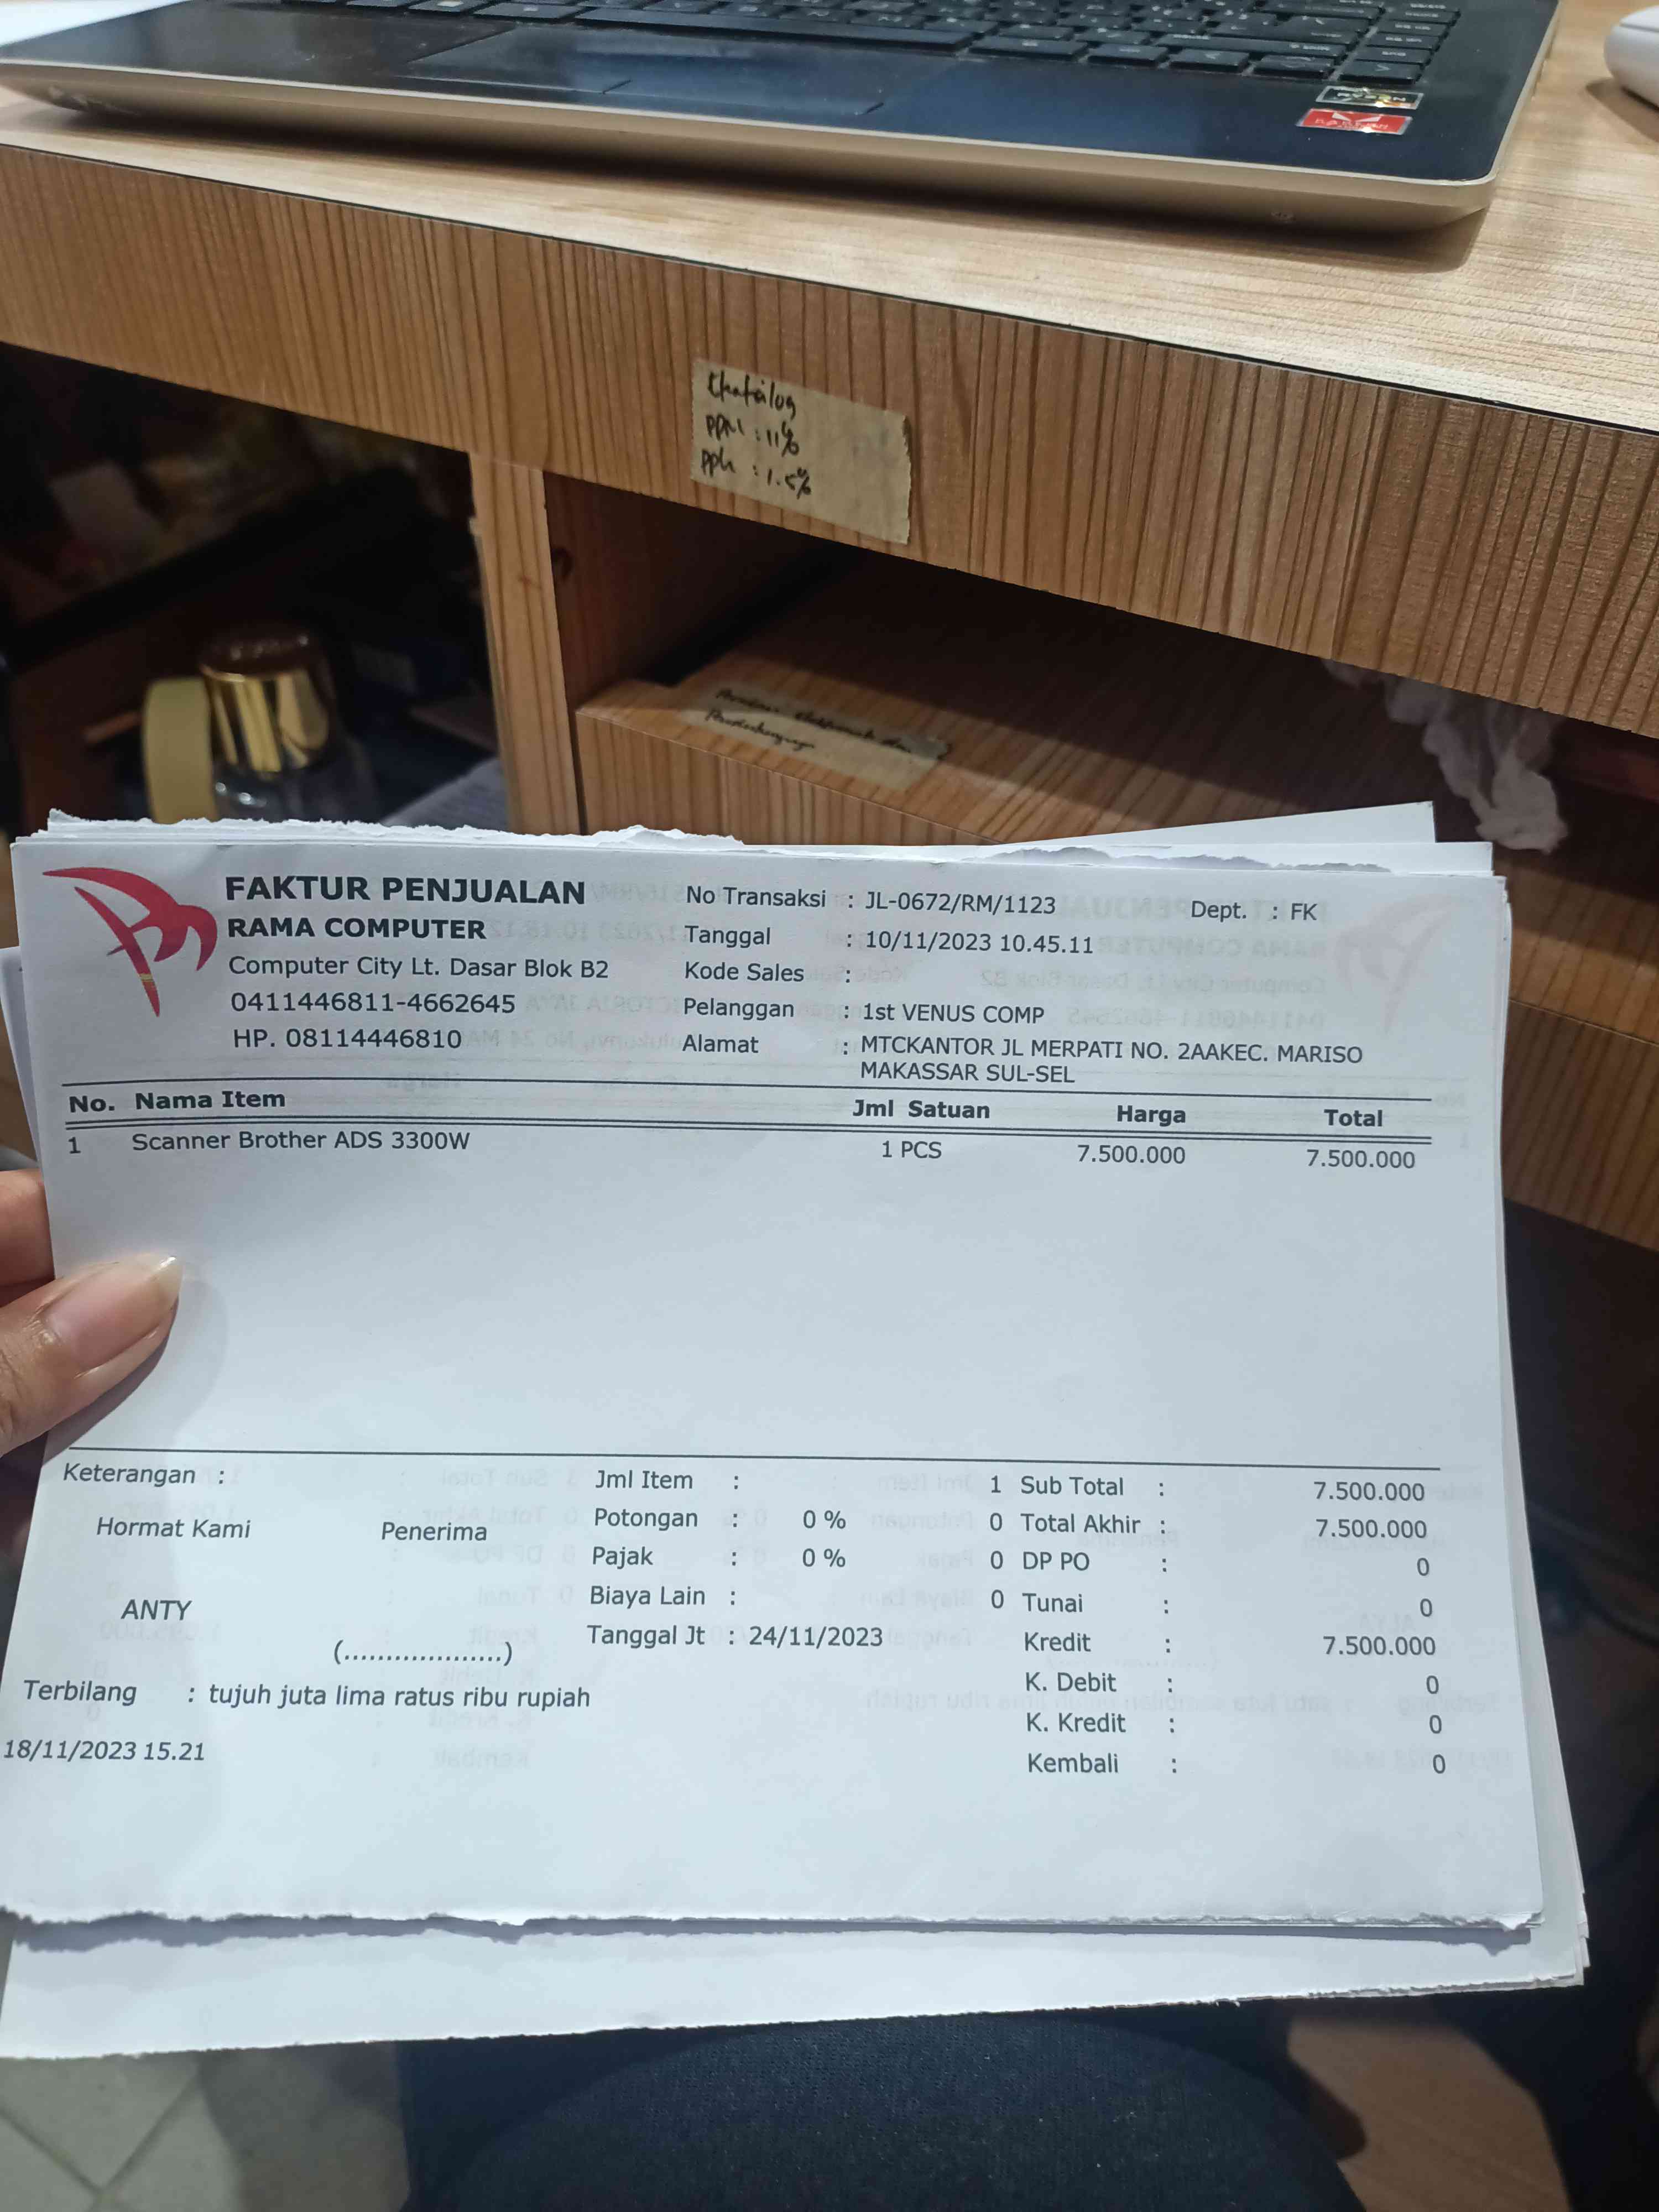 RYZEN
Khatalog
PPN : 11%
pph : 1.5%
FAKTUR PENJUALAN
RAMA COMPUTER
Computer City Lt. Dasar Blok B2
0411446811-4662645
HP. 08114446810
No Transaksi : JL-0672/RM/1123 Dept. : FK
Tanggal : 10/11/2023 10.45.11
Kode Sales :
Pelanggan : 1st VENUS COMP
Alamat : MTCKANTOR JL MERPATI NO. 2AAKEC. MARISO
MAKASSAR SUL-SEL
No. Nama Item Jml Satuan Harga Total
1 Scanner Brother ADS 3300W 1 PCS 7.500.000 7.500.000
Keterangan : Jml Item : 1 Sub Total : 7.500.000
Hormat Kami Penerima Potongan : 0 % 0 Total Akhir : 7.500.000
Pajak : 0 % 0 DP PO : 0
ANTY Biaya Lain : 0 Tunai : 0
(...................) Tanggal Jt : 24/11/2023 Kredit : 7.500.000
K. Debit : 0
Terbilang : tujuh juta lima ratus ribu rupiah K. Kredit : 0
18/11/2023 15.21 Kembali : 0